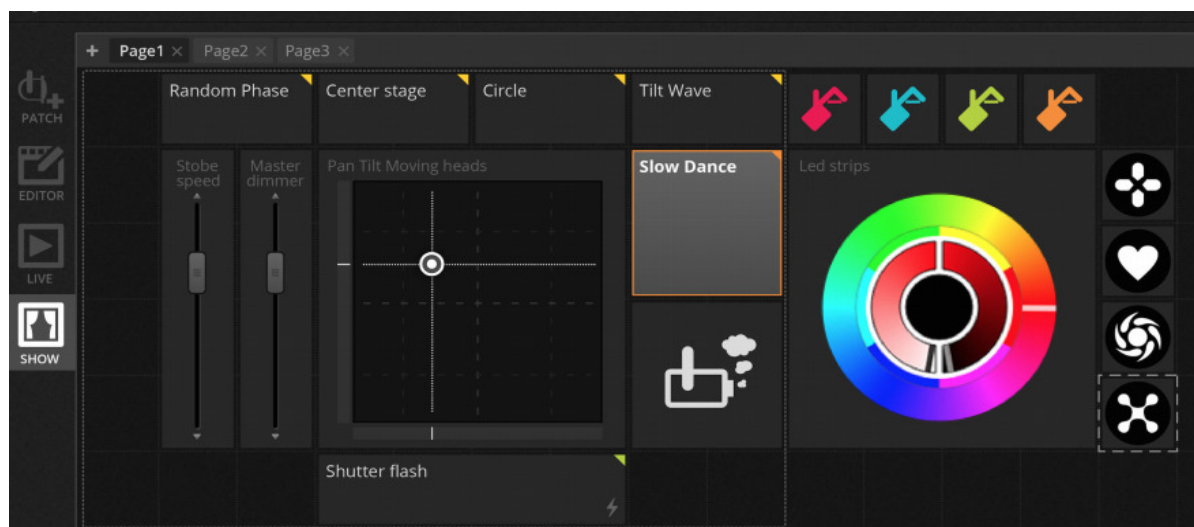 + Page1 × Page2 × Page3 ×
PATCH
EDITOR
LIVE
SHOW
Random Phase
Center stage
Circle
Tilt Wave
Stobe
speed
Master
dimmer
Pan Tilt Moving heads
Slow Dance
Led strips
Shutter flash